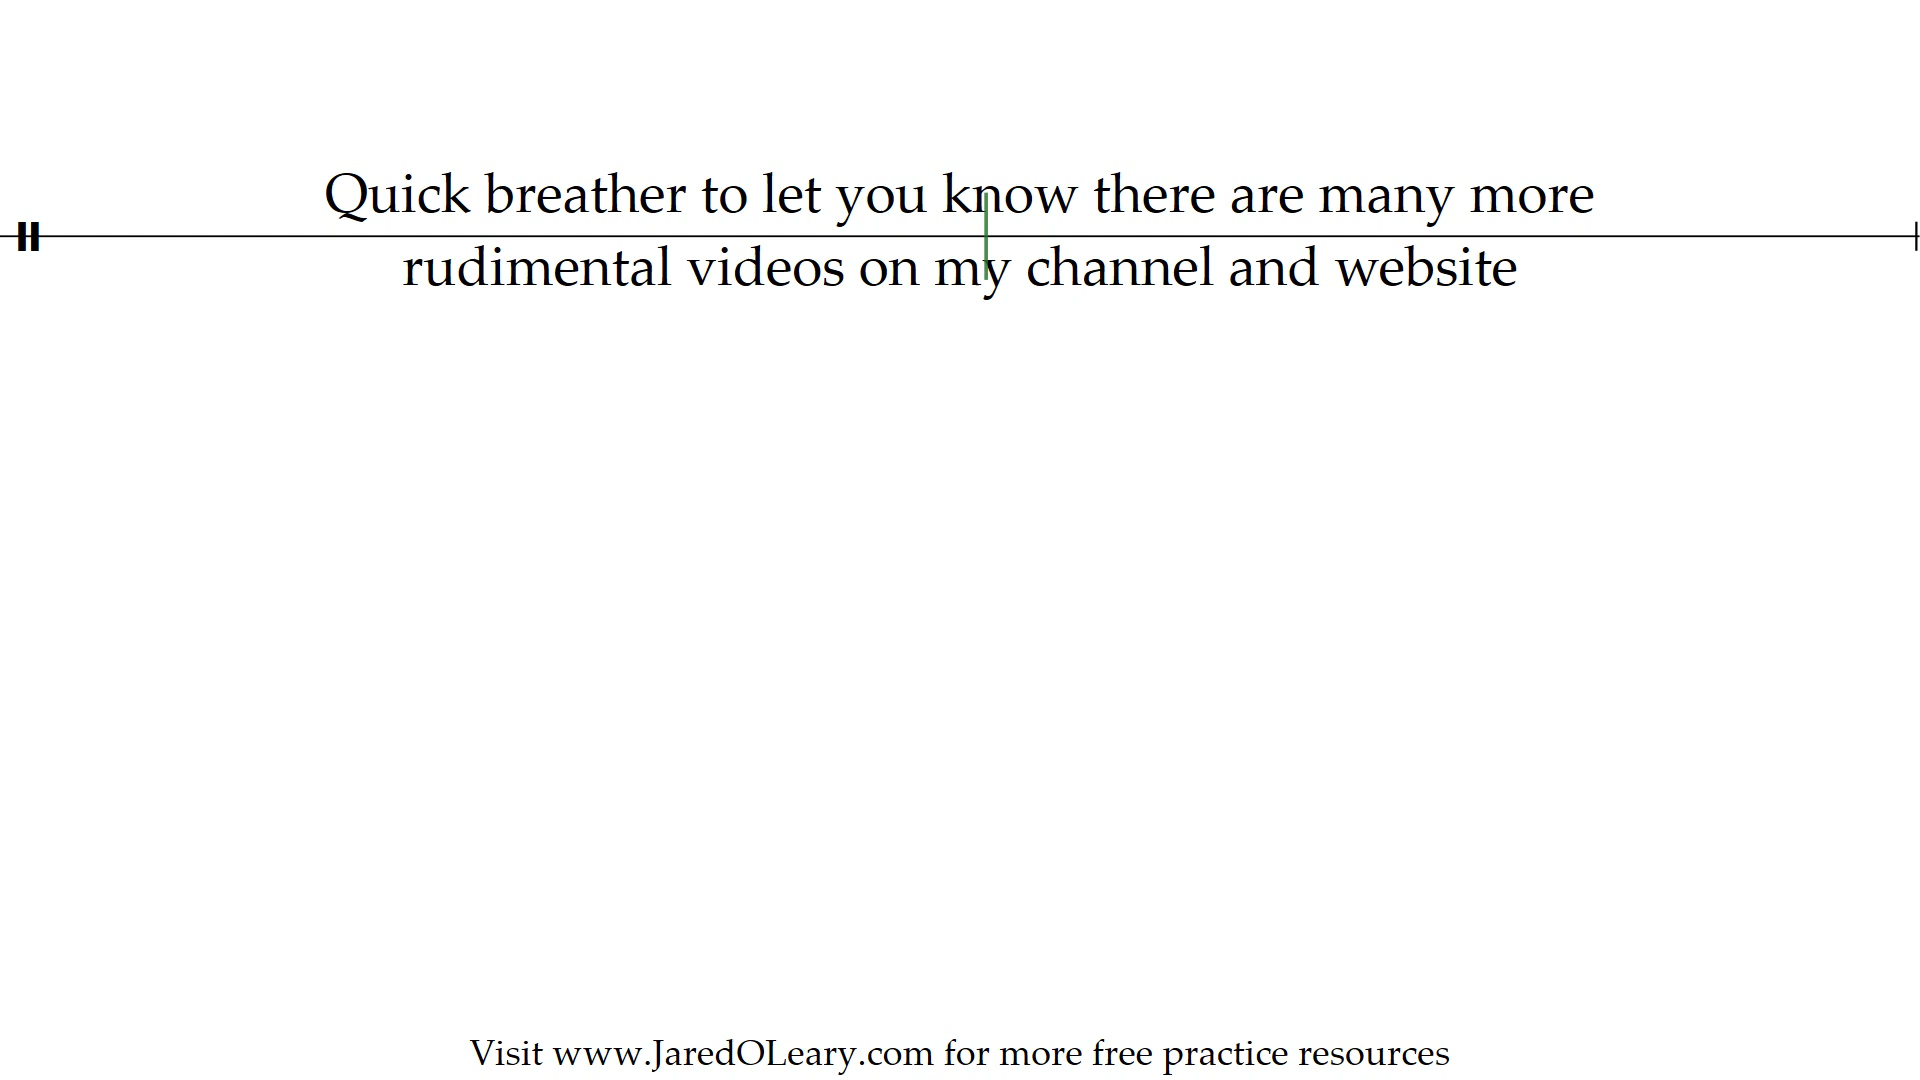 Quick breather to let you know there are many more
rudimental videos on my channel and website
Visit www.JaredOLeary.com for more free practice resources